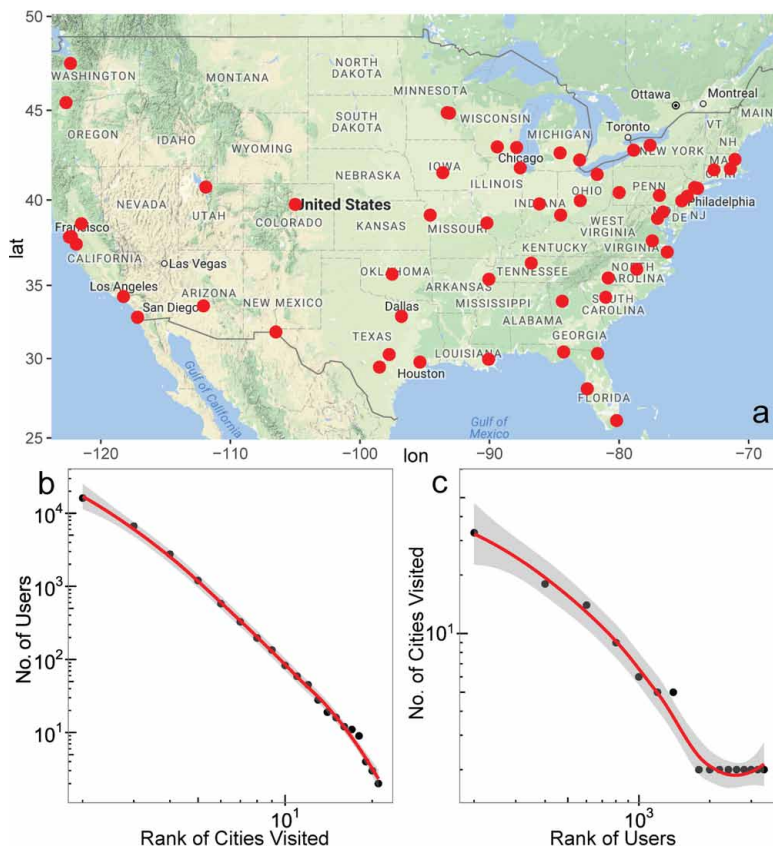 50
45
40
35
30
25
lat
−120
−110
−100
−90
−80
−70
lon
WASHINGTON
MONTANA
NORTH
DAKOTA
MINNESOTA
Ottawa
Montreal
OREGON
IDAHO
SOUTH
DAKOTA
WISCONSIN
MICHIGAN
Toronto
VT
NH
WYOMING
NEW YORK
MA
IOWA
Chicago
NEBRASKA
ILLINOIS
OHIO
PENN
NEVADA
UTAH
United States
INDIANA
Philadelphia
Francisco
COLORADO
KANSAS
MISSOURI
WEST
VIRGINIA
DE
NJ
CALIFORNIA
KENTUCKY
VIRGINIA
Las Vegas
Los Angeles
OKLAHOMA
TENNESSEE
NORTH
CAROLINA
ARIZONA
NEW MEXICO
ARKANSAS
San Diego
Dallas
MISSISSIPPI
SOUTH
CAROLINA
ALABAMA
TEXAS
GEORGIA
LOUISIANA
Houston
Gulf of California
FLORIDA
Gulf of
Mexico
a
b
10⁴
10³
10²
10¹
No. of Users
10¹
Rank of Cities Visited
c
10¹
No. of Cities Visited
10³
Rank of Users